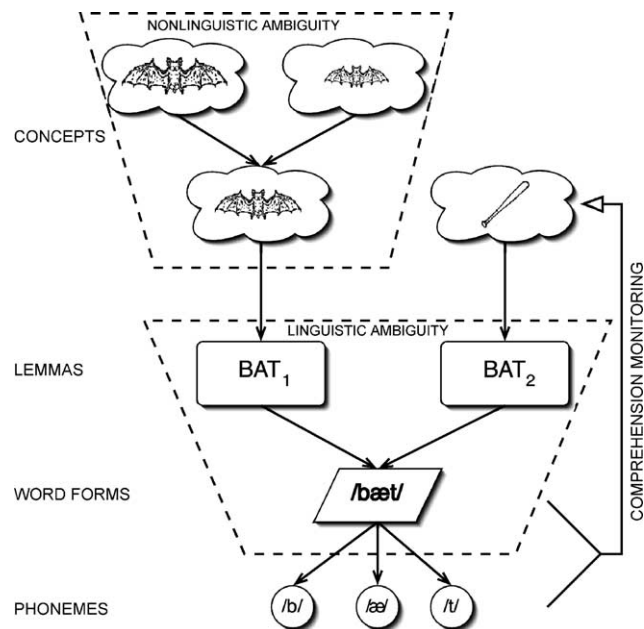 NONLINGUISTIC AMBIGUITY
CONCEPTS
LINGUISTIC AMBIGUITY
LEMMAS
BAT₁
BAT₂
WORD FORMS
/bæt/
PHONEMES
/b/
/æ/
/t/
COMPREHENSION MONITORING